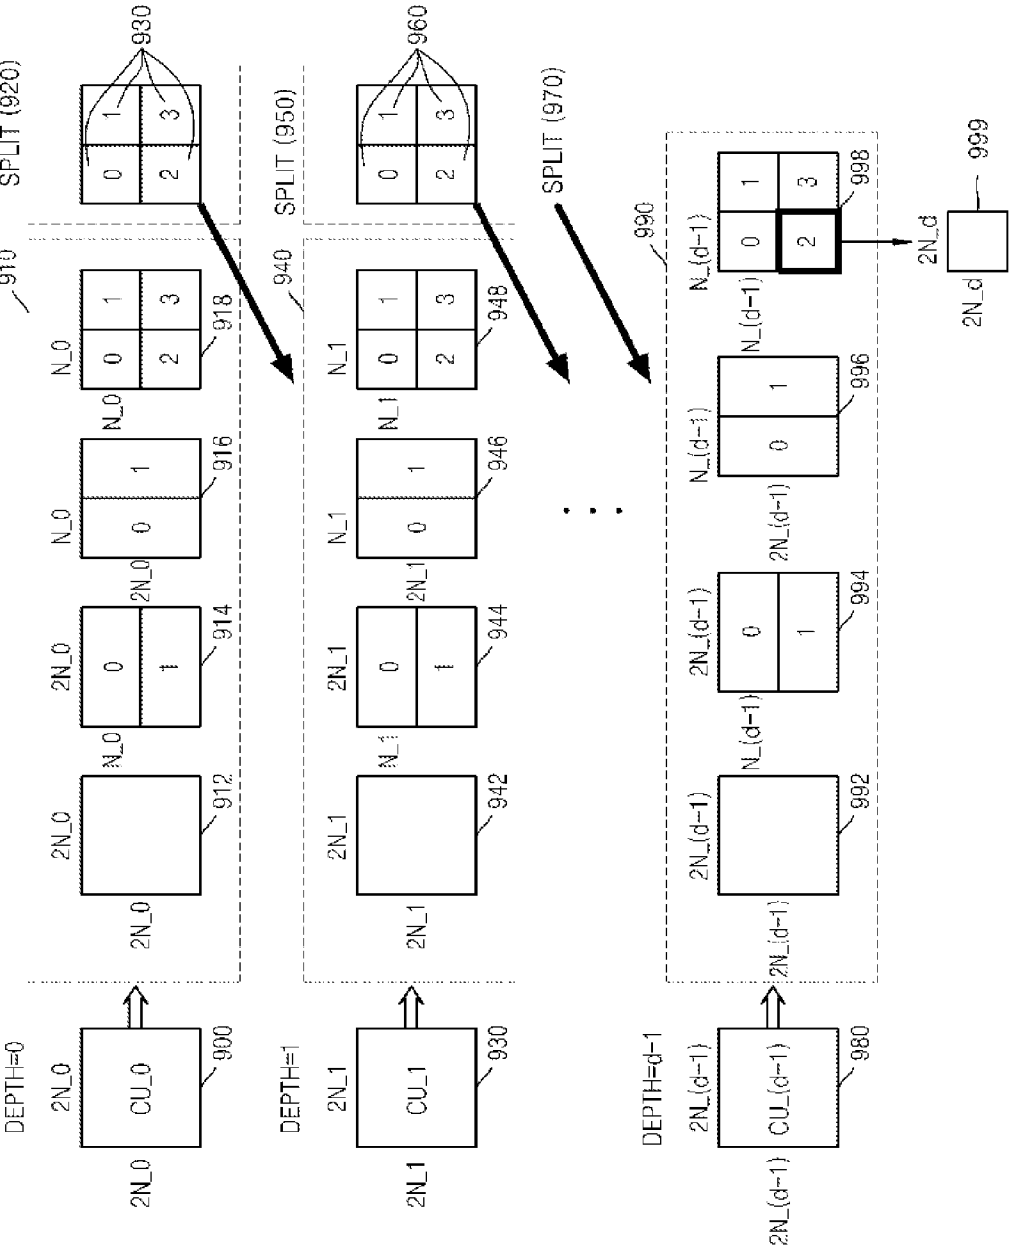 DEPTH=0
2N_0
2N_0
CU_0
900
910
2N_0
2N_0
912
2N_0
N_0
0
1
914
N_0
2N_0
0
1
916
N_0
N_0
0
1
2
3
918
SPLIT (920)
0
1
2
3
930
DEPTH=1
2N_1
2N_1
CU_1
930
940
2N_1
2N_1
942
2N_1
N_1
0
1
944
N_1
2N_1
0
1
946
N_1
N_1
0
1
2
3
948
SPLIT (950)
0
1
2
3
960
SPLIT (970)
DEPTH=d-1
2N_(d-1)
2N_(d-1)
CU_(d-1)
980
990
2N_(d-1)
2N_(d-1)
992
2N_(d-1)
N_(d-1)
0
1
994
N_(d-1)
2N_(d-1)
0
1
996
N_(d-1)
N_(d-1)
0
1
2
3
998
2N_d
2N_d
999